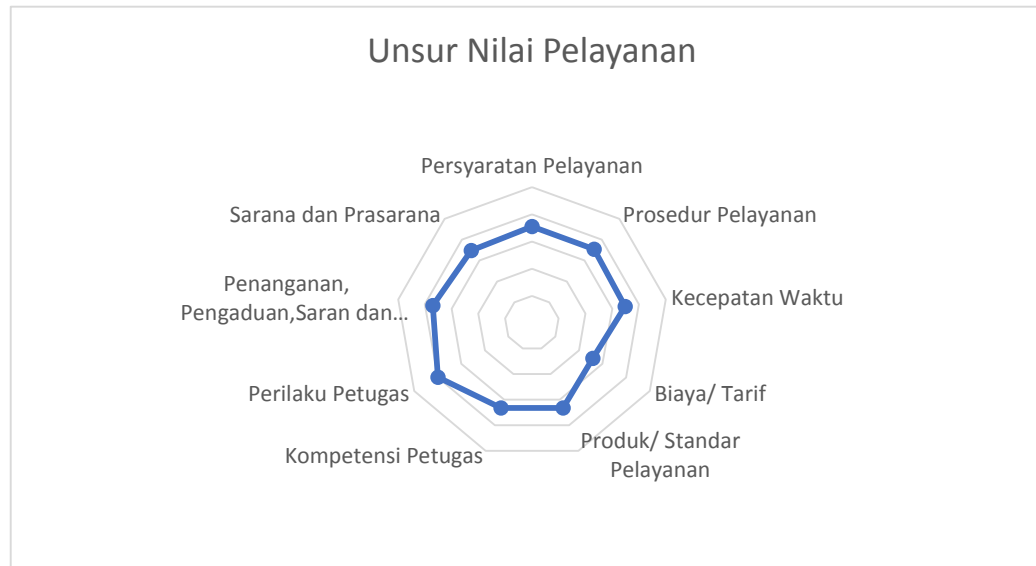 Unsur Nilai Pelayanan
Persyaratan Pelayanan
Prosedur Pelayanan
Kecepatan Waktu
Biaya/ Tarif
Produk/ Standar
Pelayanan
Kompetensi Petugas
Perilaku Petugas
Penanganan,
Pengaduan,Saran dan...
Sarana dan Prasarana